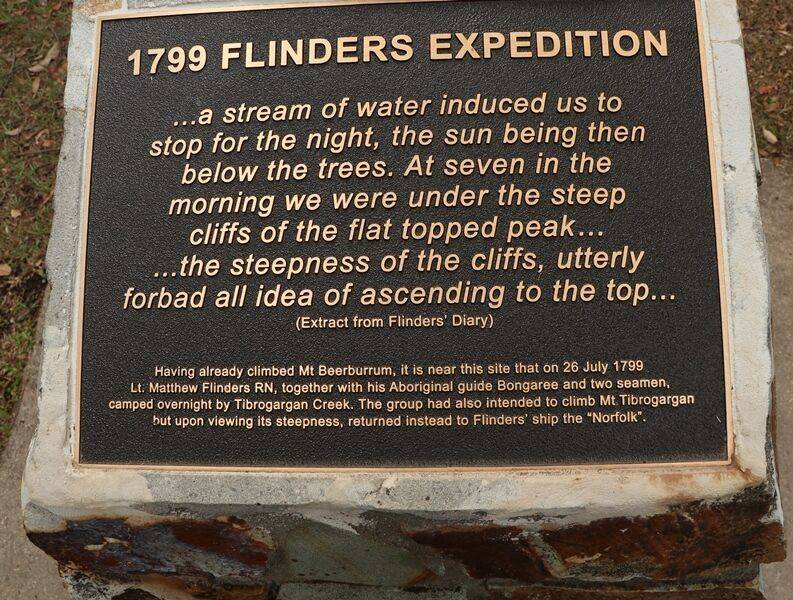 1799 FLINDERS EXPEDITION
...a stream of water induced us to
stop for the night, the sun being then
below the trees. At seven in the
morning we were under the steep
cliffs of the flat topped peak...
...the steepness of the cliffs, utterly
forbad all idea of ascending to the top...
(Extract from Flinders' Diary)
Having already climbed Mt Beerburrum, it is near this site that on 26 July 1799
Lt. Matthew Flinders RN, together with his Aboriginal guide Bongaree and two seamen,
camped overnight by Tibrogargan Creek. The group had also intended to climb Mt Tibrogargan
but upon viewing its steepness, returned instead to Flinders' ship the "Norfolk".